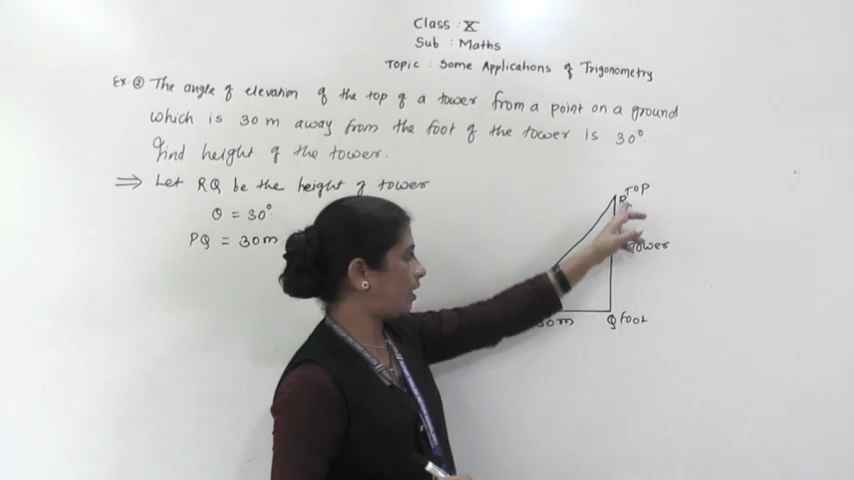 Class : X
Sub : Maths
Topic : Some Applications of Trigonometry
Ex. ② The angle of elevation of the top of a tower from a point on a ground
which is 30 m away from the foot of the tower is 30°.
find height of the tower.
⇒ Let RQ be the height of tower
θ = 30°
PQ = 30m
R Top
Tower
30m
Q foot